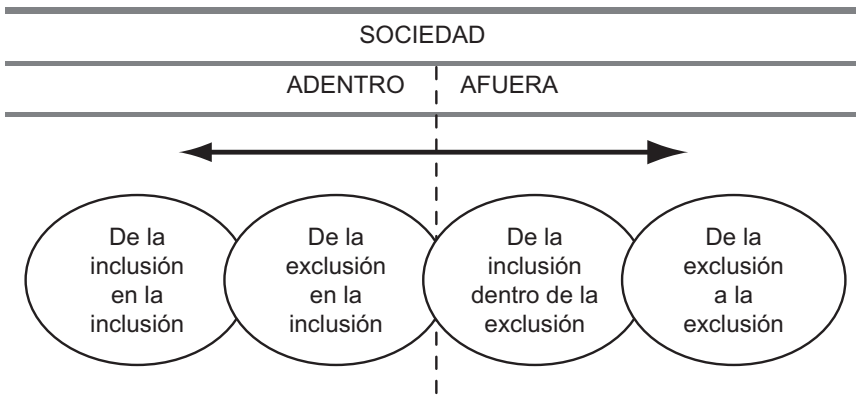 SOCIEDAD
ADENTRO AFUERA
De la
inclusión
en la
inclusión
De la
exclusión
en la
inclusión
De la
inclusión
dentro de la
exclusión
De la
exclusión
a la
exclusión